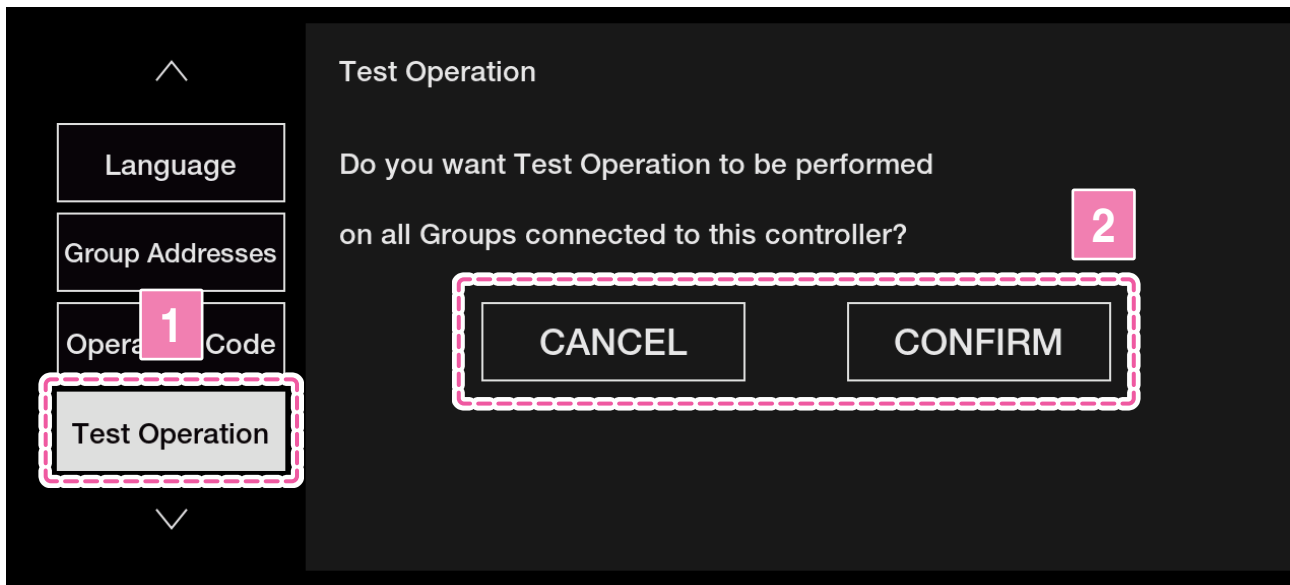 Language
Group Addresses
Opera
Code
1
Test Operation
Test Operation
Do you want Test Operation to be performed
on all Groups connected to this controller?
2
CANCEL
CONFIRM